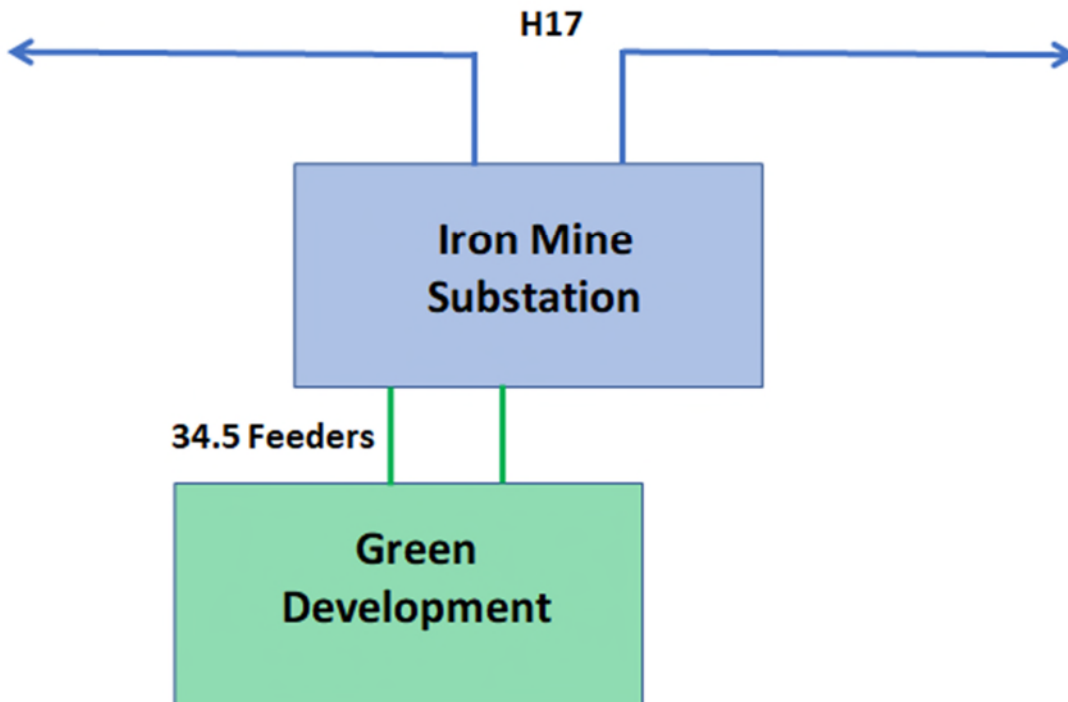 H17
Iron Mine
Substation
34.5 Feeders
Green
Development